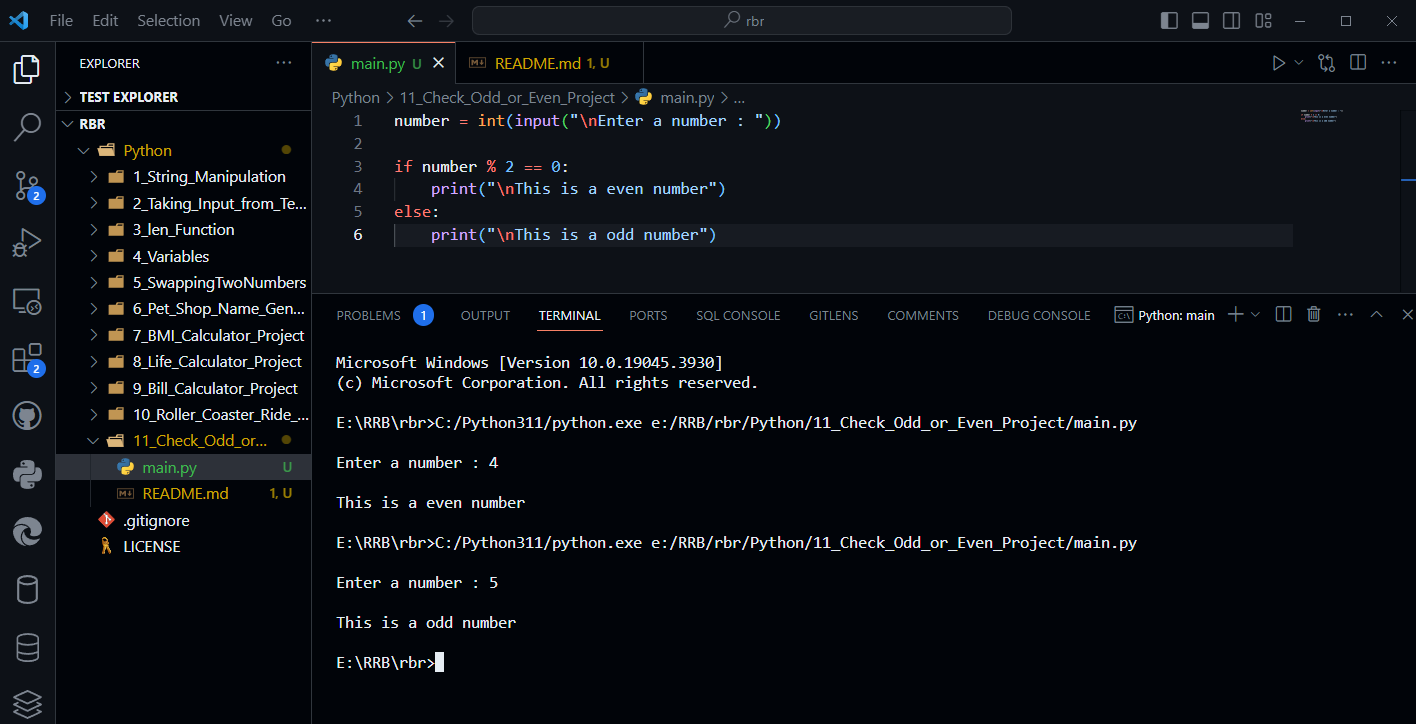 File Edit Selection View Go ··· rbr
EXPLORER ···
TEST EXPLORER
RBR
Python
1_String_Manipulation
2_Taking_Input_from_Te...
3_len_Function
4_Variables
5_SwappingTwoNumbers
6_Pet_Shop_Name_Gen...
7_BMI_Calculator_Project
8_Life_Calculator_Project
9_Bill_Calculator_Project
10_Roller_Coaster_Ride_...
11_Check_Odd_or...
main.py U
README.md 1, U
.gitignore
LICENSE
2
2
main.py U README.md 1, U
Python > 11_Check_Odd_or_Even_Project > main.py > ...
1 number = int(input("\nEnter a number : "))
2
3 if number % 2 == 0:
4 print("\nThis is a even number")
5 else:
6 print("\nThis is a odd number")
PROBLEMS 1 OUTPUT TERMINAL PORTS SQL CONSOLE GITLENS COMMENTS DEBUG CONSOLE Python: main
Microsoft Windows [Version 10.0.19045.3930]
(c) Microsoft Corporation. All rights reserved.
E:\RRB\rbr>C:/Python311/python.exe e:/RRB/rbr/Python/11_Check_Odd_or_Even_Project/main.py
Enter a number : 4
This is a even number
E:\RRB\rbr>C:/Python311/python.exe e:/RRB/rbr/Python/11_Check_Odd_or_Even_Project/main.py
Enter a number : 5
This is a odd number
E:\RRB\rbr>